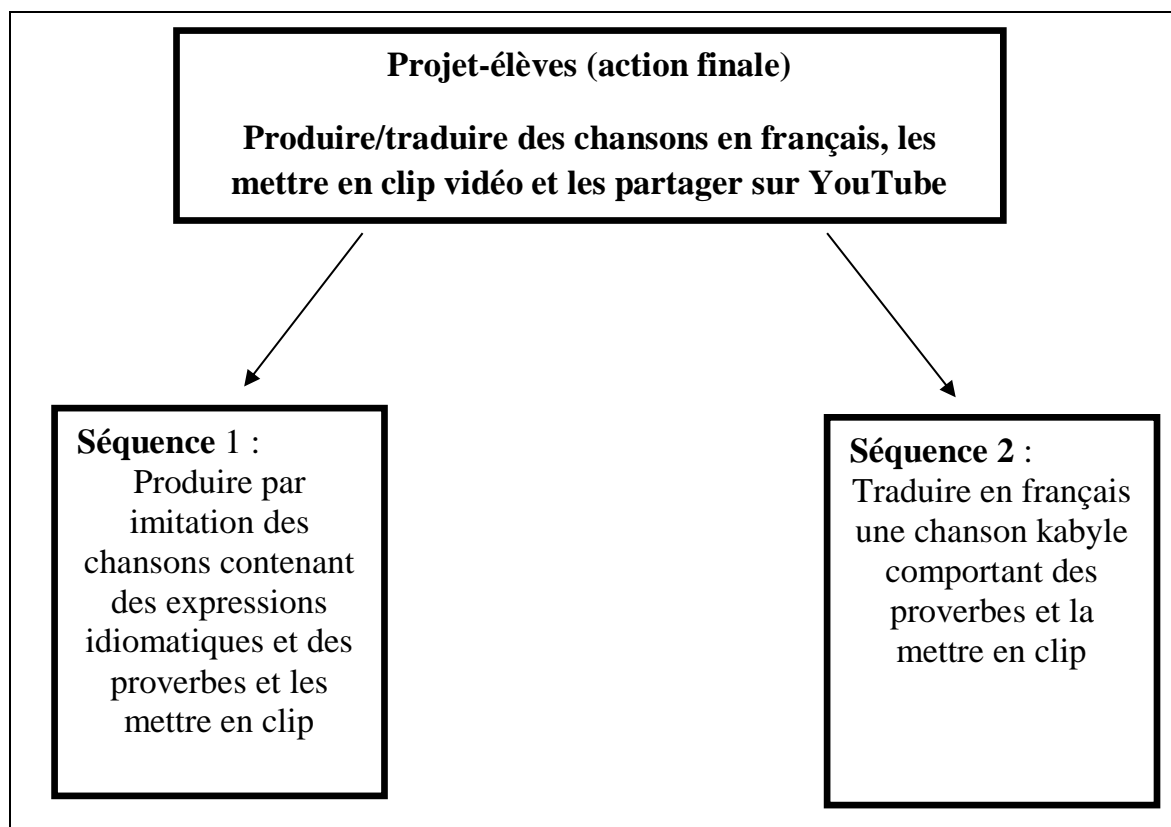 Projet-élèves (action finale)
Produire/traduire des chansons en français, les
mettre en clip vidéo et les partager sur YouTube
Séquence 1 :
Produire par
imitation des
chansons contenant
des expressions
idiomatiques et des
proverbes et les
mettre en clip
Séquence 2 :
Traduire en français
une chanson kabyle
comportant des
proverbes et la
mettre en clip